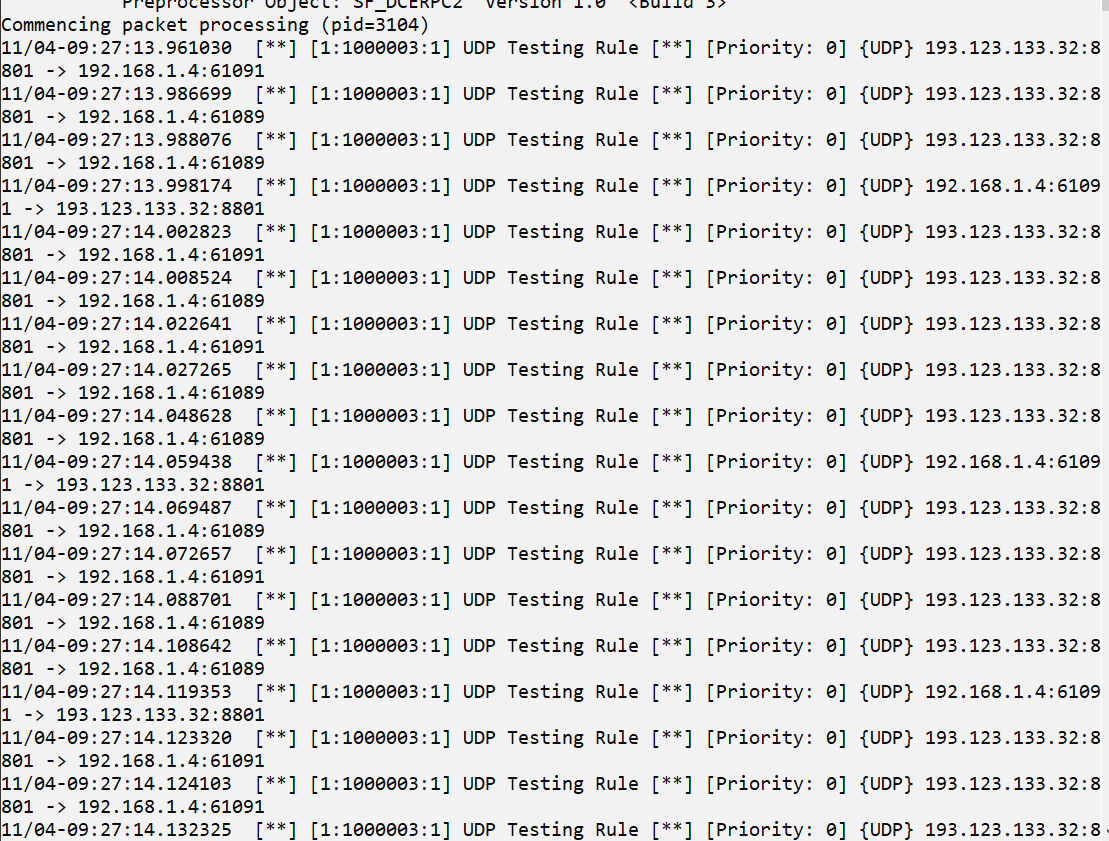 Preprocessor Object: SF_DCERPC2  Version 1.0  <Build 3>
Commencing packet processing (pid=3104)
11/04-09:27:13.961030  [**] [1:1000003:1] UDP Testing Rule [**] [Priority: 0] {UDP} 193.123.133.32:8
801 -> 192.168.1.4:61091
11/04-09:27:13.986699  [**] [1:1000003:1] UDP Testing Rule [**] [Priority: 0] {UDP} 193.123.133.32:8
801 -> 192.168.1.4:61089
11/04-09:27:13.988076  [**] [1:1000003:1] UDP Testing Rule [**] [Priority: 0] {UDP} 193.123.133.32:8
801 -> 192.168.1.4:61089
11/04-09:27:13.998174  [**] [1:1000003:1] UDP Testing Rule [**] [Priority: 0] {UDP} 192.168.1.4:6109
1 -> 193.123.133.32:8801
11/04-09:27:14.002823  [**] [1:1000003:1] UDP Testing Rule [**] [Priority: 0] {UDP} 193.123.133.32:8
801 -> 192.168.1.4:61091
11/04-09:27:14.008524  [**] [1:1000003:1] UDP Testing Rule [**] [Priority: 0] {UDP} 193.123.133.32:8
801 -> 192.168.1.4:61089
11/04-09:27:14.022641  [**] [1:1000003:1] UDP Testing Rule [**] [Priority: 0] {UDP} 193.123.133.32:8
801 -> 192.168.1.4:61091
11/04-09:27:14.027265  [**] [1:1000003:1] UDP Testing Rule [**] [Priority: 0] {UDP} 193.123.133.32:8
801 -> 192.168.1.4:61089
11/04-09:27:14.048628  [**] [1:1000003:1] UDP Testing Rule [**] [Priority: 0] {UDP} 193.123.133.32:8
801 -> 192.168.1.4:61089
11/04-09:27:14.059438  [**] [1:1000003:1] UDP Testing Rule [**] [Priority: 0] {UDP} 192.168.1.4:6109
1 -> 193.123.133.32:8801
11/04-09:27:14.069487  [**] [1:1000003:1] UDP Testing Rule [**] [Priority: 0] {UDP} 193.123.133.32:8
801 -> 192.168.1.4:61089
11/04-09:27:14.072657  [**] [1:1000003:1] UDP Testing Rule [**] [Priority: 0] {UDP} 193.123.133.32:8
801 -> 192.168.1.4:61091
11/04-09:27:14.088701  [**] [1:1000003:1] UDP Testing Rule [**] [Priority: 0] {UDP} 193.123.133.32:8
801 -> 192.168.1.4:61089
11/04-09:27:14.108642  [**] [1:1000003:1] UDP Testing Rule [**] [Priority: 0] {UDP} 193.123.133.32:8
801 -> 192.168.1.4:61089
11/04-09:27:14.119353  [**] [1:1000003:1] UDP Testing Rule [**] [Priority: 0] {UDP} 192.168.1.4:6109
1 -> 193.123.133.32:8801
11/04-09:27:14.123320  [**] [1:1000003:1] UDP Testing Rule [**] [Priority: 0] {UDP} 193.123.133.32:8
801 -> 192.168.1.4:61091
11/04-09:27:14.124103  [**] [1:1000003:1] UDP Testing Rule [**] [Priority: 0] {UDP} 193.123.133.32:8
801 -> 192.168.1.4:61091
11/04-09:27:14.132325  [**] [1:1000003:1] UDP Testing Rule [**] [Priority: 0] {UDP} 193.123.133.32:8